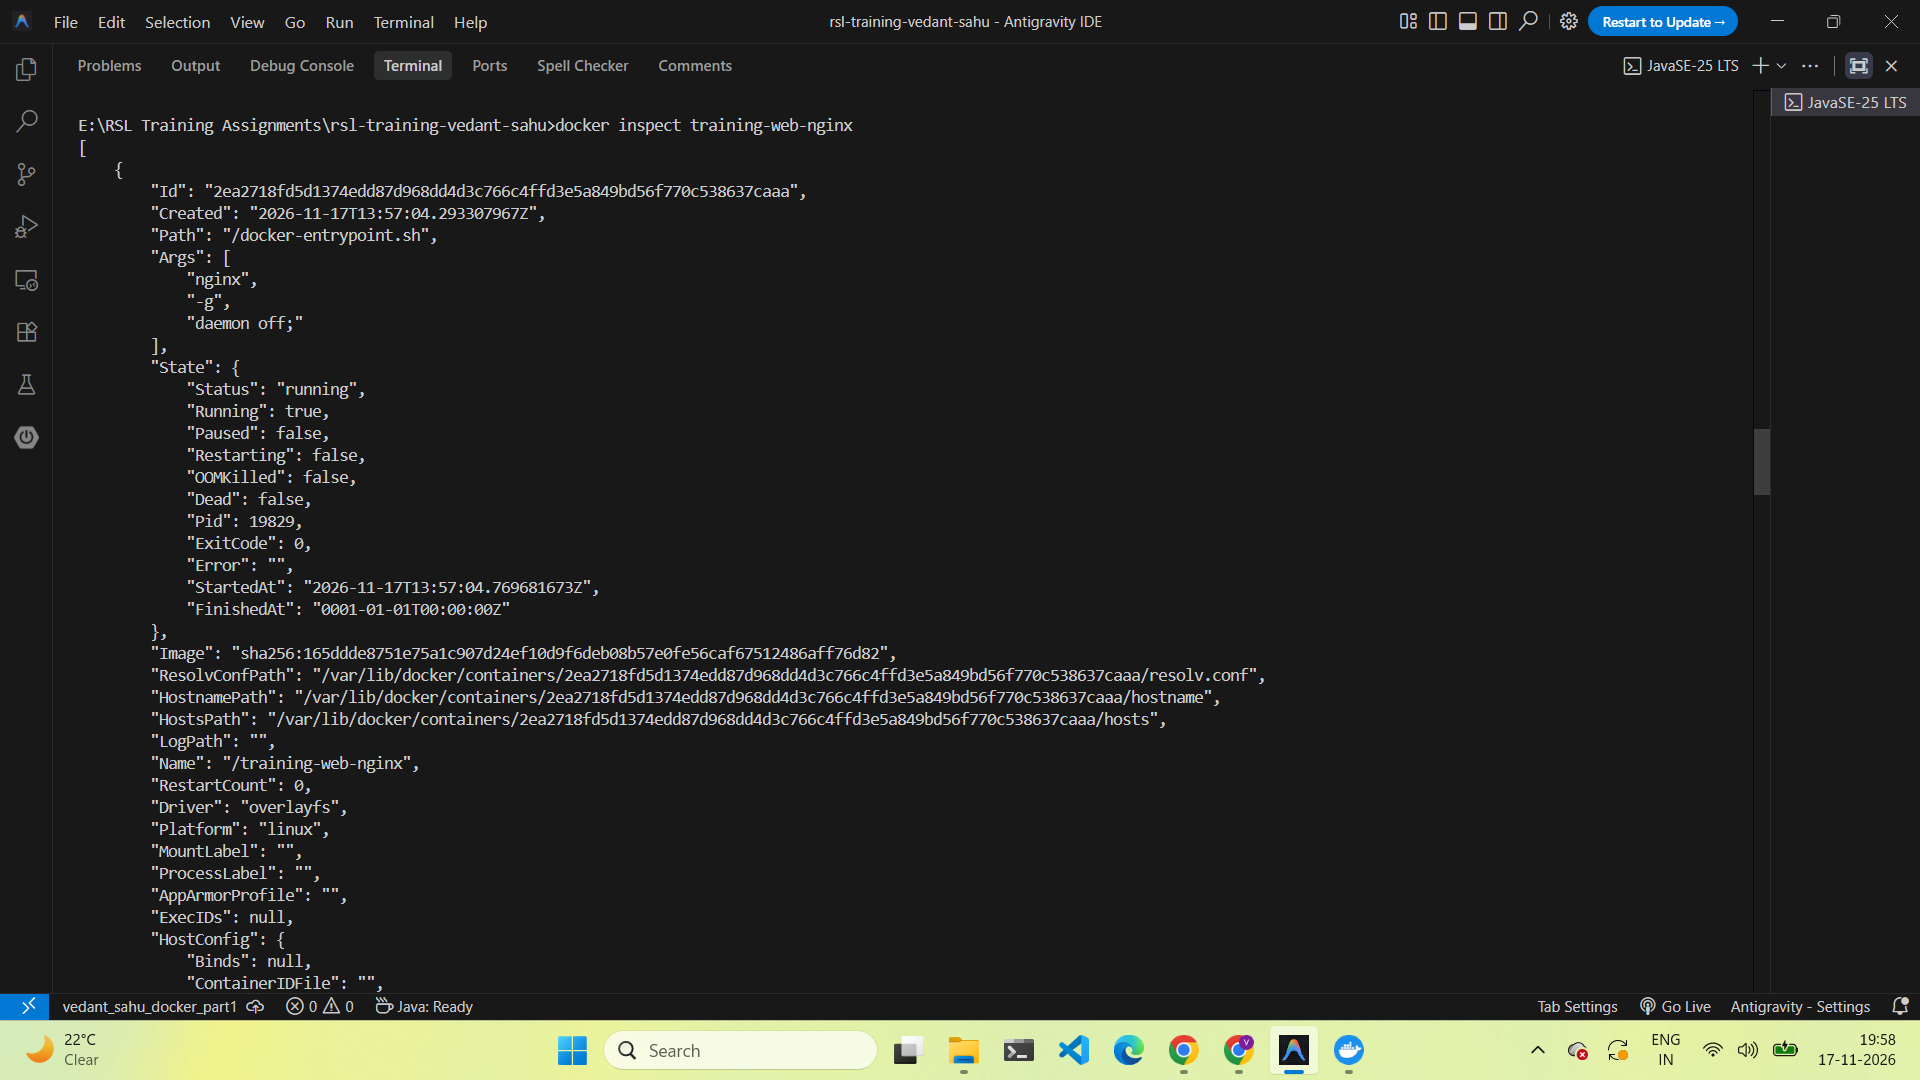 File Edit Selection View Go Run Terminal Help
rsl-training-vedant-sahu - Antigravity IDE
Restart to Update →
Problems Output Debug Console Terminal Ports Spell Checker Comments
JavaSE-25 LTS
JavaSE-25 LTS
E:\RSL Training Assignments\rsl-training-vedant-sahu>docker inspect training-web-nginx
[
    {
        "Id": "2ea2718fd5d1374edd87d968dd4d3c766c4ffd3e5a849bd56f770c538637caaa",
        "Created": "2026-11-17T13:57:04.293307967Z",
        "Path": "/docker-entrypoint.sh",
        "Args": [
            "nginx",
            "-g",
            "daemon off;"
        ],
        "State": {
            "Status": "running",
            "Running": true,
            "Paused": false,
            "Restarting": false,
            "OOMKilled": false,
            "Dead": false,
            "Pid": 19829,
            "ExitCode": 0,
            "Error": "",
            "StartedAt": "2026-11-17T13:57:04.769681673Z",
            "FinishedAt": "0001-01-01T00:00:00Z"
        },
        "Image": "sha256:165ddde8751e75a1c907d24ef10d9f6deb08b57e0fe56caf67512486aff76d82",
        "ResolvConfPath": "/var/lib/docker/containers/2ea2718fd5d1374edd87d968dd4d3c766c4ffd3e5a849bd56f770c538637caaa/resolv.conf",
        "HostnamePath": "/var/lib/docker/containers/2ea2718fd5d1374edd87d968dd4d3c766c4ffd3e5a849bd56f770c538637caaa/hostname",
        "HostsPath": "/var/lib/docker/containers/2ea2718fd5d1374edd87d968dd4d3c766c4ffd3e5a849bd56f770c538637caaa/hosts",
        "LogPath": "",
        "Name": "/training-web-nginx",
        "RestartCount": 0,
        "Driver": "overlayfs",
        "Platform": "linux",
        "MountLabel": "",
        "ProcessLabel": "",
        "AppArmorProfile": "",
        "ExecIDs": null,
        "HostConfig": {
            "Binds": null,
            "ContainerIDFile": "",
vedant_sahu_docker_part1 0 0 Java: Ready
Tab Settings Go Live Antigravity - Settings
22°C
Clear
Search
V
ENG
IN
19:58
17-11-2026